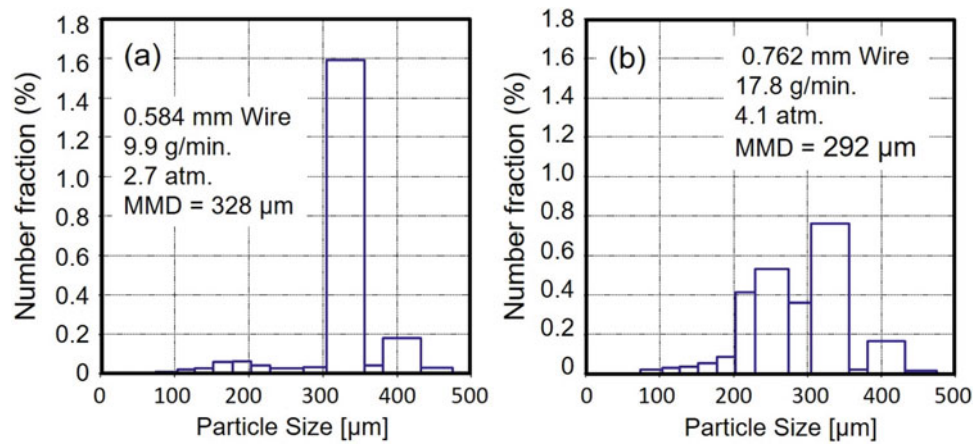 1.8
1.6
1.4
1.2
1.0
0.8
0.6
0.4
0.2
0
Number fraction (%)
(a)
0.584 mm Wire
9.9 g/min.
2.7 atm.
MMD = 328 µm
0 100 200 300 400 500
Particle Size [µm]
1.8
1.6
1.4
1.2
1.0
0.8
0.6
0.4
0.2
0
Number fraction (%)
(b)
0.762 mm Wire
17.8 g/min.
4.1 atm.
MMD = 292 µm
0 100 200 300 400 500
Particle Size [µm]